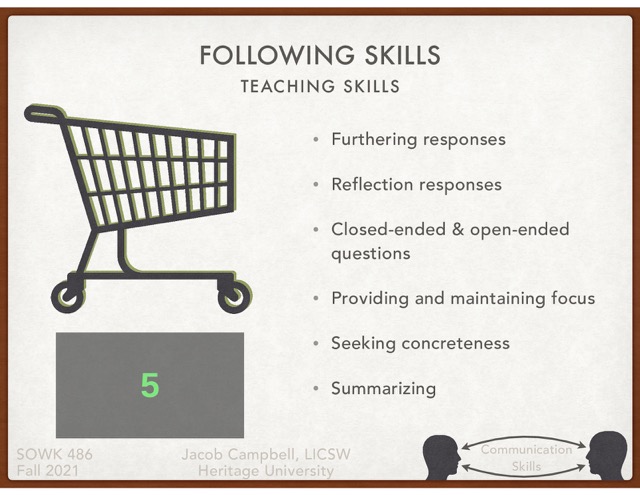 FOLLOWING SKILLS
TEACHING SKILLS
• Furthering responses
• Reflection responses
• Closed-ended & open-ended
questions
• Providing and maintaining focus
• Seeking concreteness
• Summarizing
5
SOWK 486
Fall 2021
Jacob Campbell, LICSW
Heritage University
Communication
Skills